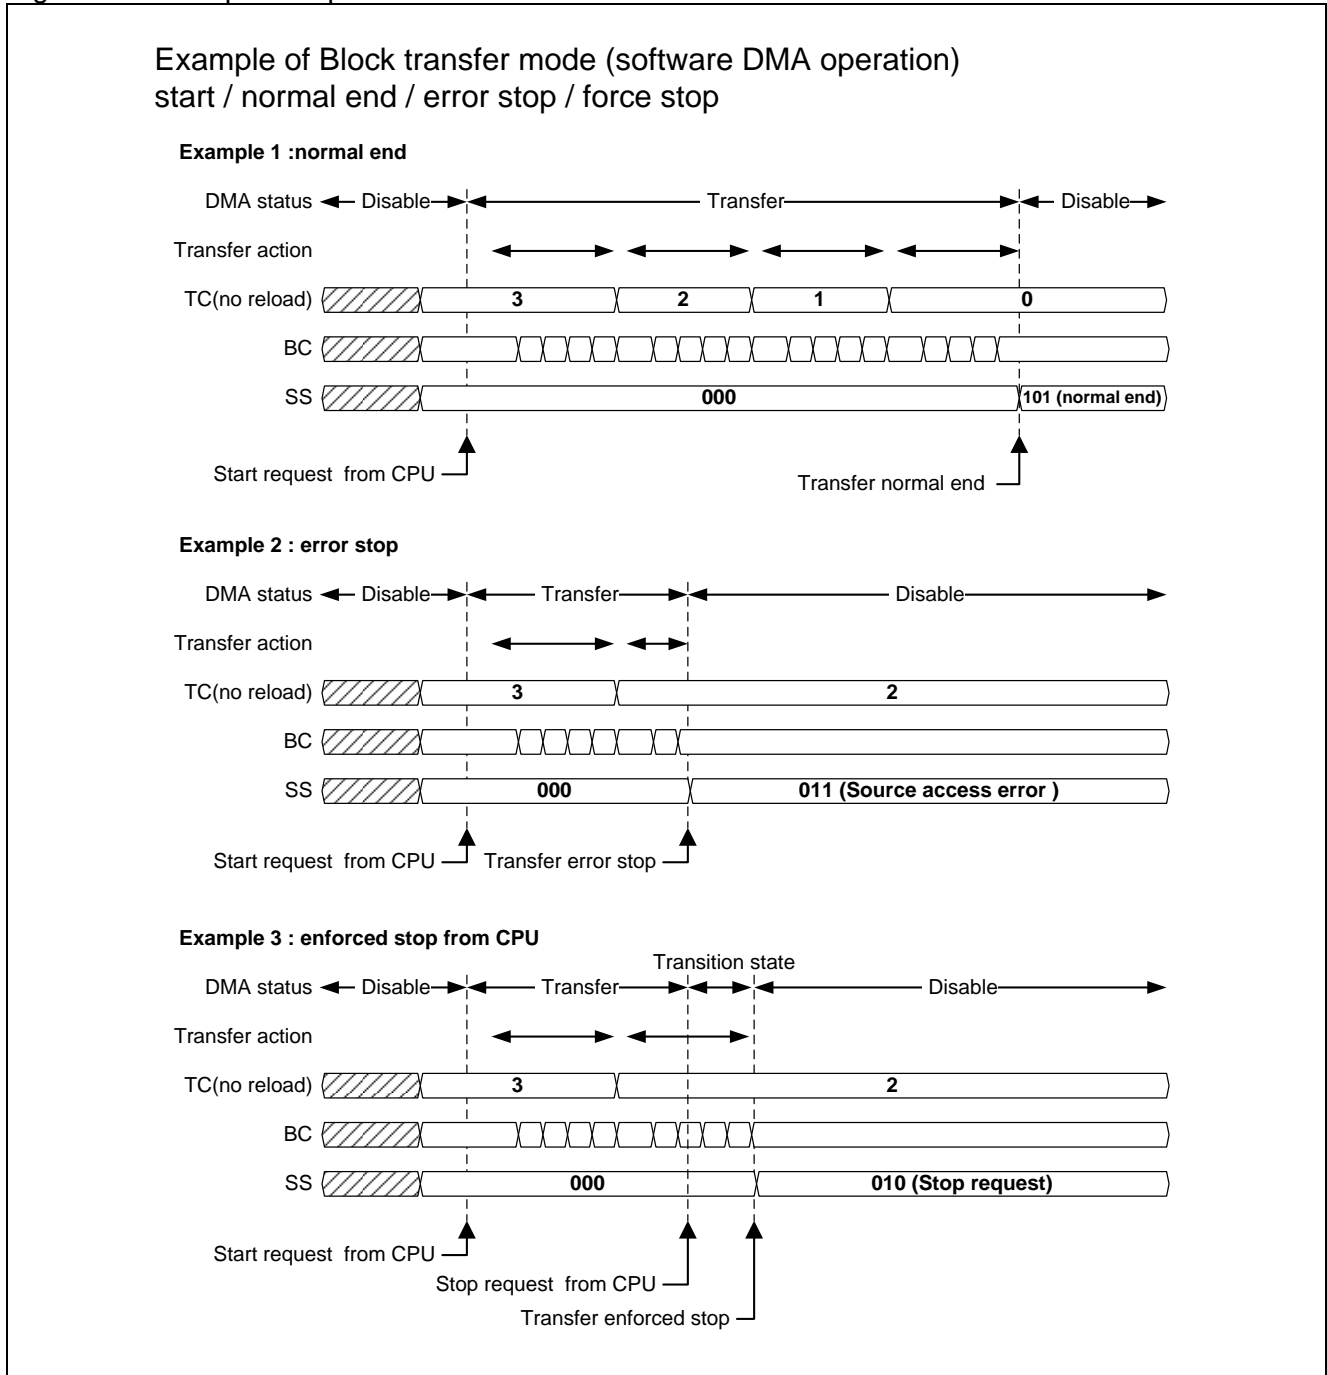 Example of Block transfer mode (software DMA operation)
start / normal end / error stop / force stop
Example 1 :normal end
DMA status Disable Transfer Disable
Transfer action
TC(no reload) 3 2 1 0
BC
SS 000 101 (normal end)
Start request from CPU
Transfer normal end
Example 2 : error stop
DMA status Disable Transfer Disable
Transfer action
TC(no reload) 3 2
BC
SS 000 011 (Source access error )
Start request from CPU Transfer error stop
Example 3 : enforced stop from CPU
Transition state
DMA status Disable Transfer Disable
Transfer action
TC(no reload) 3 2
BC
SS 000 010 (Stop request)
Start request from CPU
Stop request from CPU
Transfer enforced stop